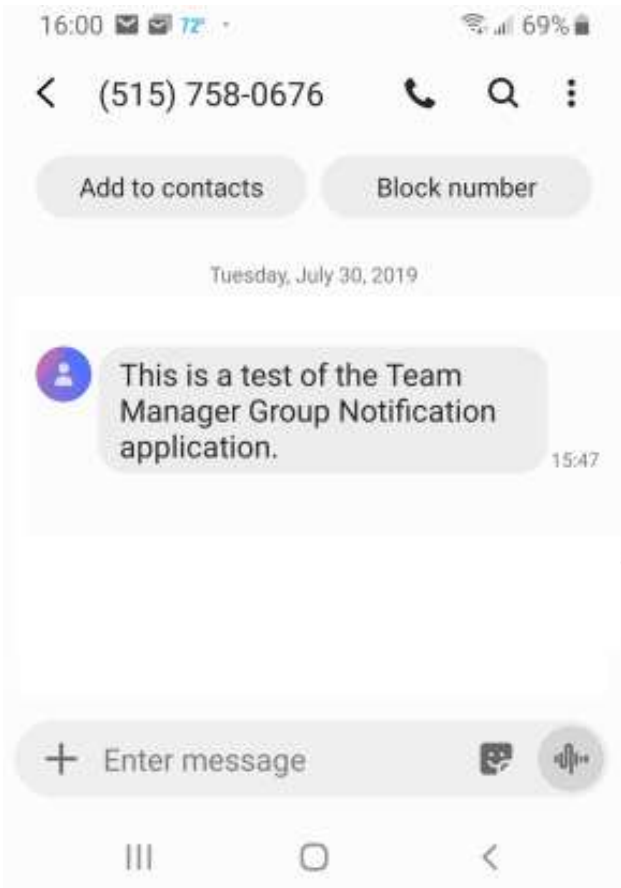 16:00 72° 69%
(515) 758-0676
Add to contacts Block number
Tuesday, July 30, 2019
This is a test of the Team
Manager Group Notification
application.
15:47
Enter message